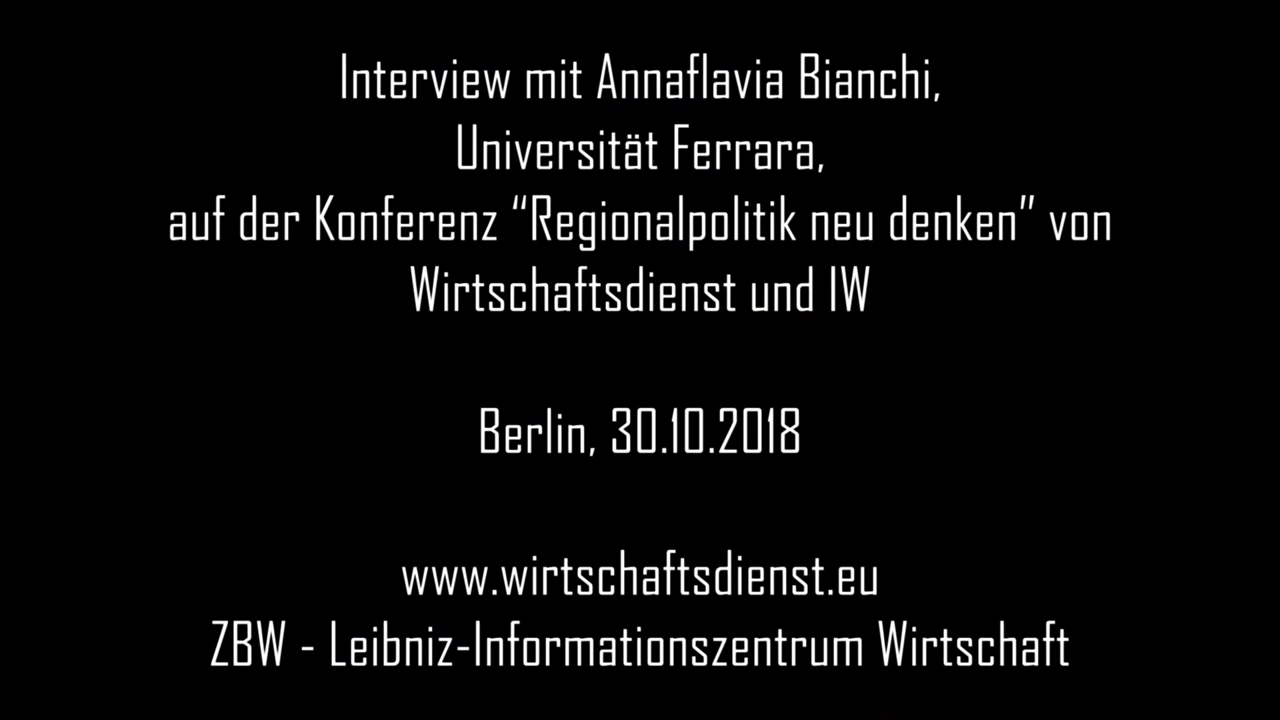 Interview mit Annaflavia Bianchi,
Universität Ferrara,
auf der Konferenz “Regionalpolitik neu denken” von
Wirtschaftsdienst und IW
Berlin, 30.10.2018
www.wirtschaftsdienst.eu
ZBW - Leibniz-Informationszentrum Wirtschaft